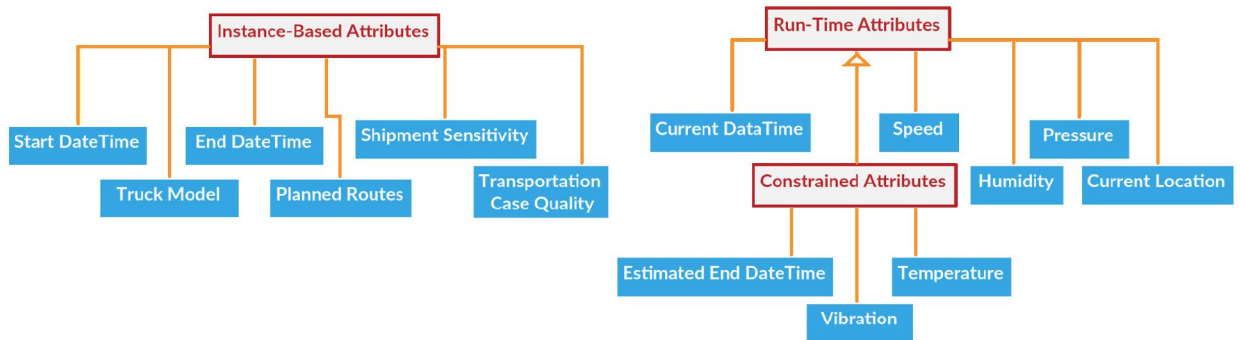 Instance-Based Attributes
Start DateTime
Truck Model
End DateTime
Planned Routes
Shipment Sensitivity
Transportation
Case Quality
Run-Time Attributes
Current DataTime
Speed
Pressure
Humidity
Current Location
Constrained Attributes
Estimated End DateTime
Vibration
Temperature